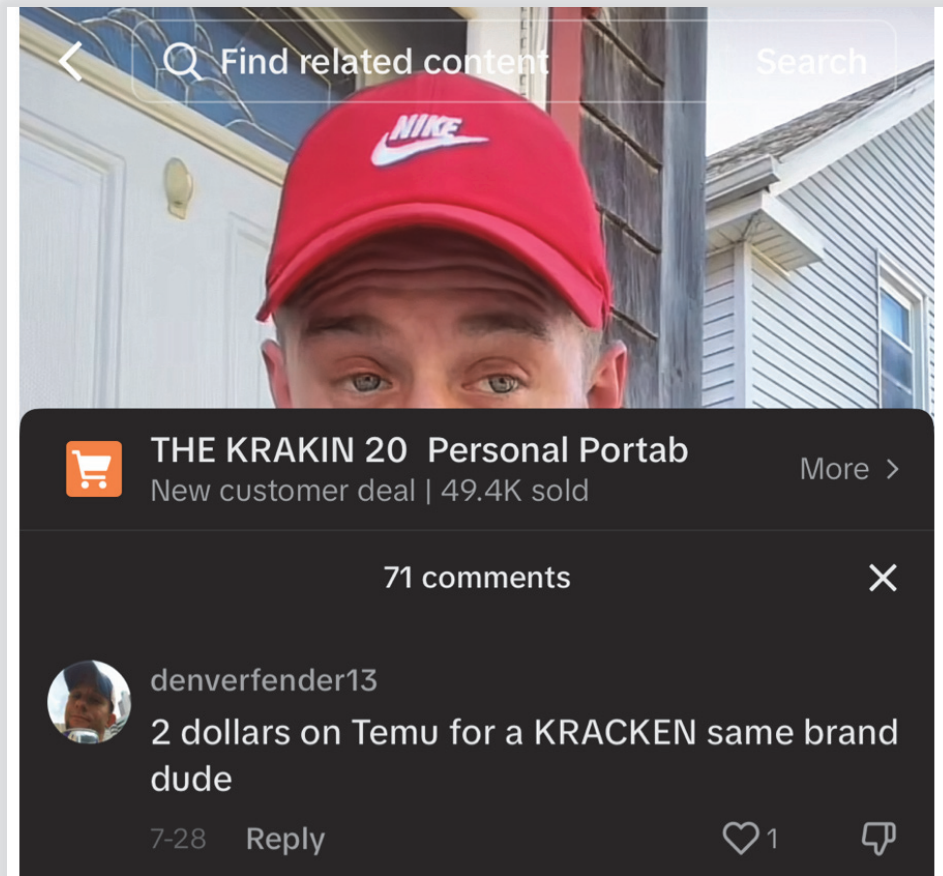 Find related content Search
NIKE
THE KRAKIN 20 Personal Portab
New customer deal | 49.4K sold
More
71 comments
denverfender13
2 dollars on Temu for a KRACKEN same brand
dude
7-28 Reply 1